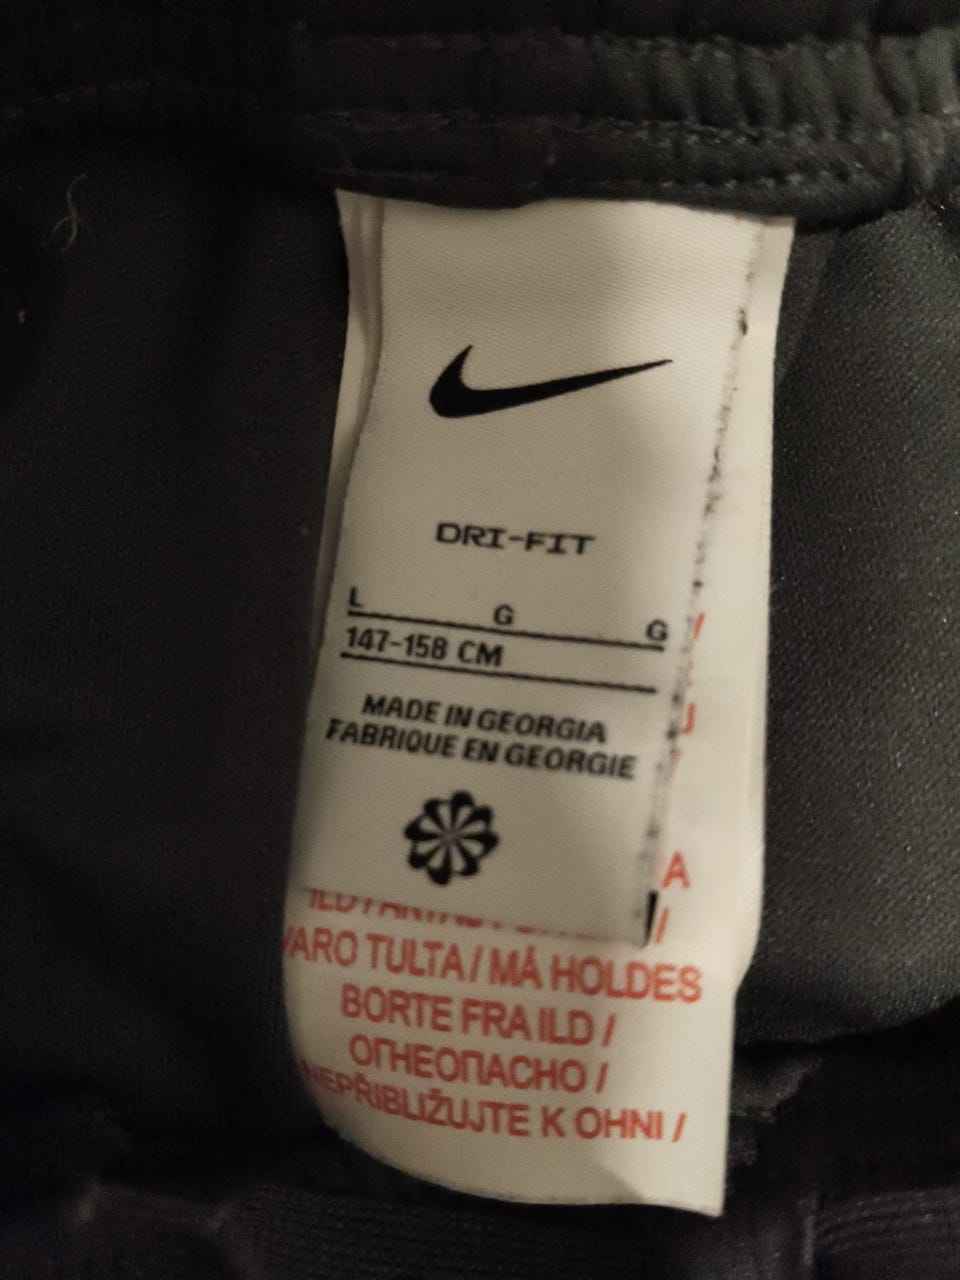 DRI-FIT
L G G
147-158 CM
MADE IN GEORGIA
FABRIQUE EN GEORGIE
/
U
A
/
VARO TULTA / MÅ HOLDES
BORTE FRA ILD /
ОГНЕОПАСНО /
NEPŘIBLIŽUJTE K OHNI /